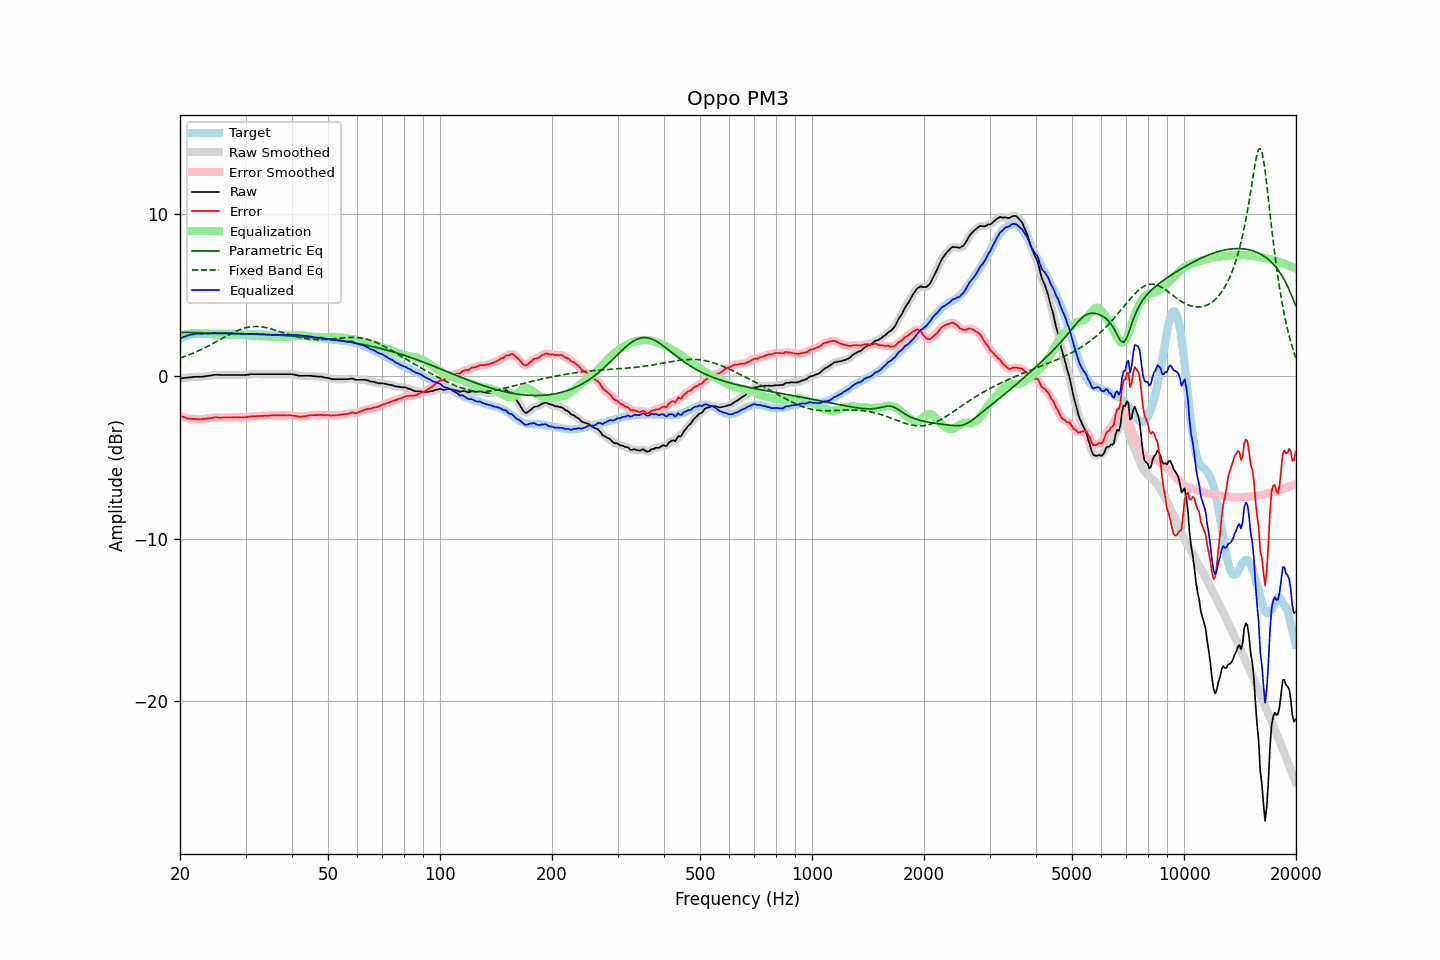 Oppo PM3
Target
Raw Smoothed
Error Smoothed
Raw
Error
Equalization
Parametric Eq
Fixed Band Eq
Equalized
10
0
−10
−20
Amplitude (dBr)
20 50 100 200 500 1000 2000 5000 10000 20000
Frequency (Hz)